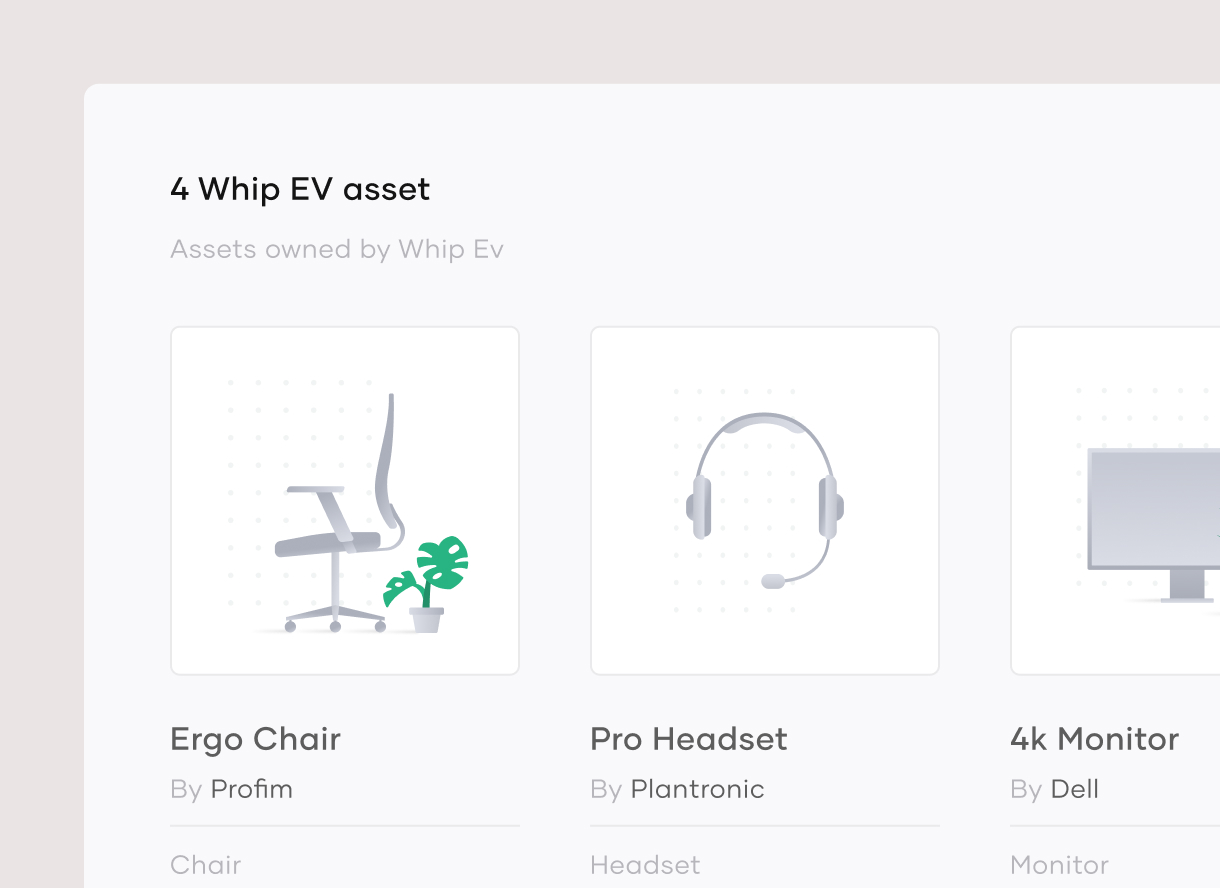 4 Whip EV asset
Assets owned by Whip Ev
Ergo Chair
By Profim
Chair
Pro Headset
By Plantronic
Headset
4k Monitor
By Dell
Monitor